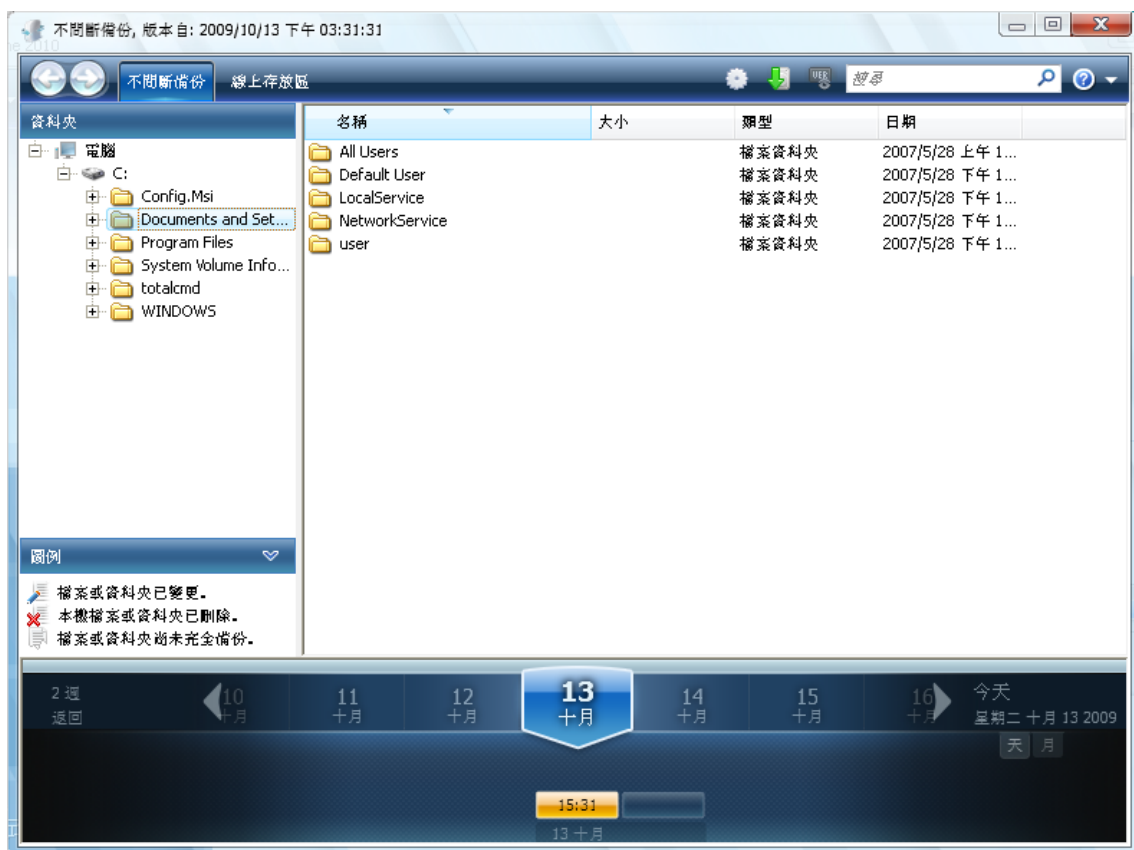 不間斷備份, 版本自: 2009/10/13 下午 03:31:31
不間斷備份 線上存放區
VER
搜尋
資料夾
名稱 大小 類型 日期
電腦
C:
Config.Msi
Documents and Set...
Program Files
System Volume Info...
totalcmd
WINDOWS
All Users 檔案資料夾 2007/5/28 上午 1...
Default User 檔案資料夾 2007/5/28 下午 1...
LocalService 檔案資料夾 2007/5/28 下午 1...
NetworkService 檔案資料夾 2007/5/28 下午 1...
user 檔案資料夾 2007/5/28 下午 1...
圖例
檔案或資料夾已變更。
本機檔案或資料夾已刪除。
檔案或資料夾尚未完全備份。
2 週
返回
10 十月
11 十月
12 十月
13 十月
14 十月
15 十月
16 十月
今天
星期二 十月 13 2009
天 月
15:31
13 十月